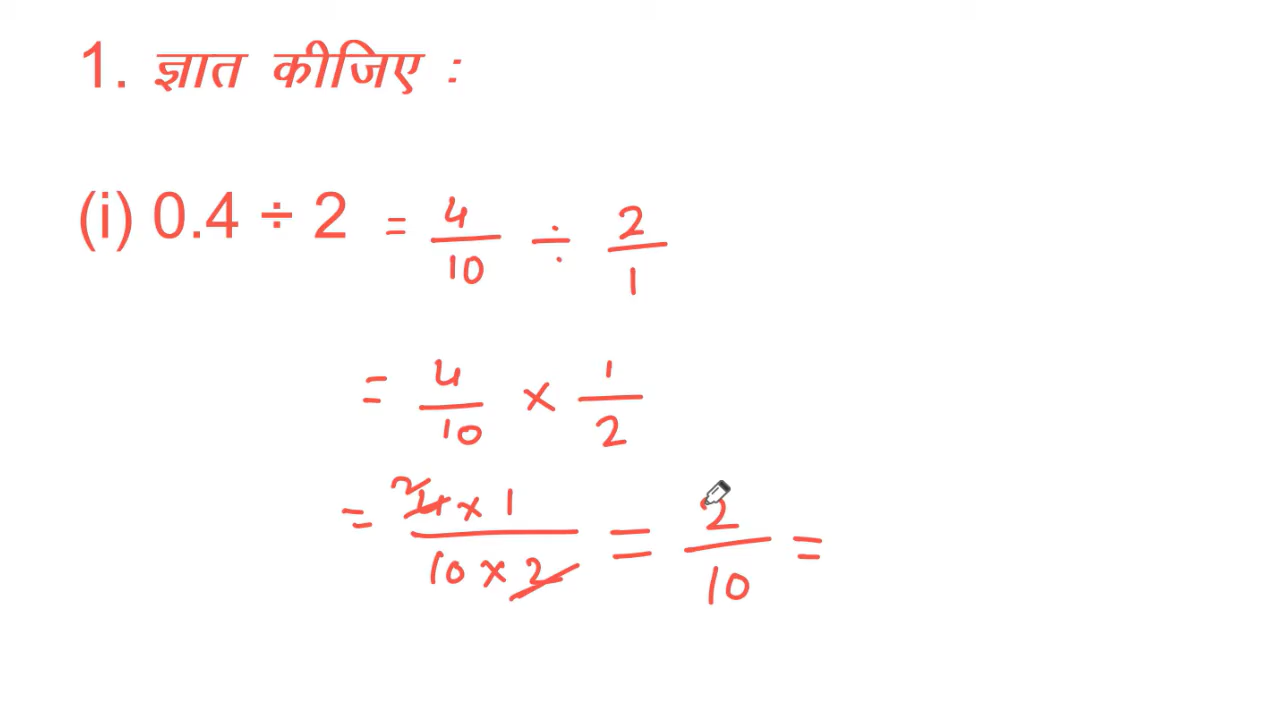 1. ज्ञात कीजिए :
(i) 0.4 ÷ 2 = 4/10 ÷ 2/1
= 4/10 × 1/2
= 2 4 × 1 / 10 × 2 = 2/10 =